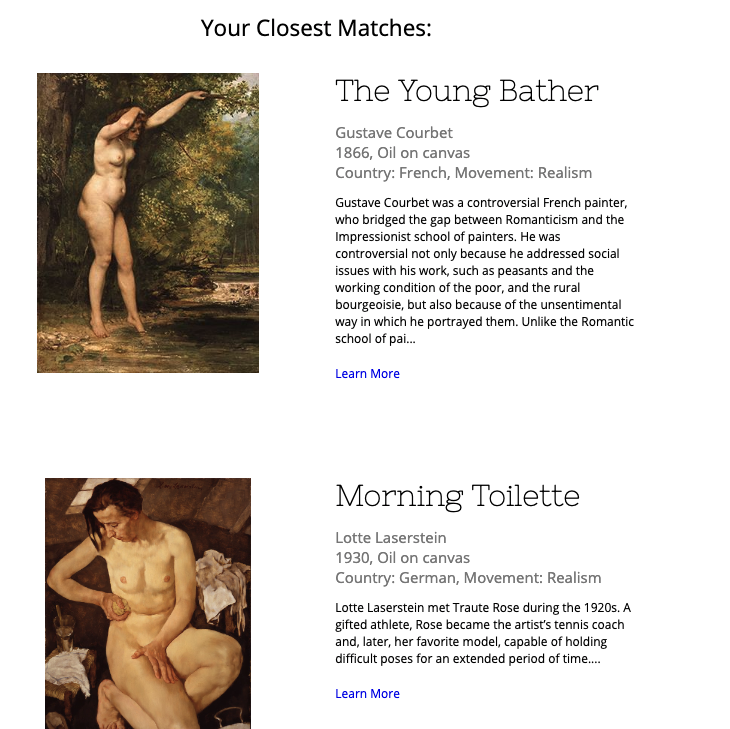 Your Closest Matches:
The Young Bather
Gustave Courbet
1866, Oil on canvas
Country: French, Movement: Realism
Gustave Courbet was a controversial French painter,
who bridged the gap between Romanticism and the
Impressionist school of painters. He was
controversial not only because he addressed social
issues with his work, such as peasants and the
working condition of the poor, and the rural
bourgeoisie, but also because of the unsentimental
way in which he portrayed them. Unlike the Romantic
school of pai...
Learn More
Morning Toilette
Lotte Laserstein
1930, Oil on canvas
Country: German, Movement: Realism
Lotte Laserstein met Traute Rose during the 1920s. A
gifted athlete, Rose became the artist's tennis coach
and, later, her favorite model, capable of holding
difficult poses for an extended period of time....
Learn More